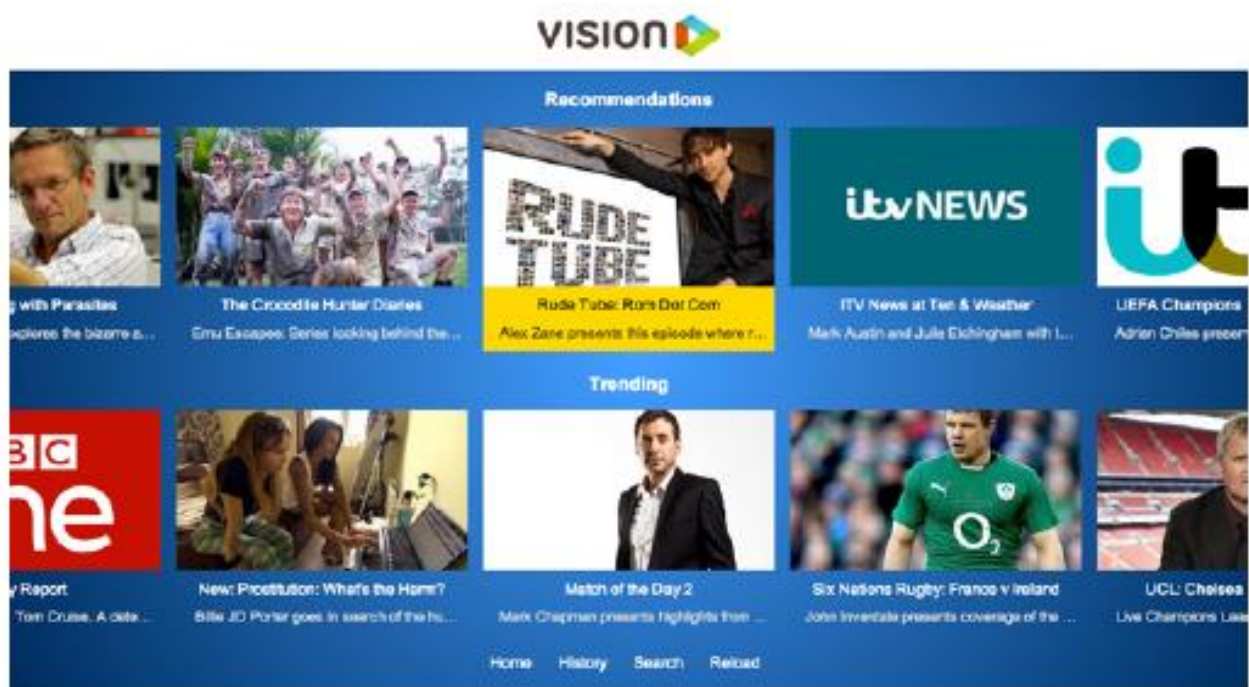 VISION
Recommendations
RUDE
TUBE
itv NEWS
it
g with Parasites
The Crocodile Hunter Diaries
Rude Tube: Rom Dot Com
ITV News at Ten & Weather
UEFA Champions
explores the bizarre a...
Emu Escapee: Series looking behind the...
Alex Zane presents this episode where r...
Mark Austin and Julie Etchingham with t...
Adrian Chiles presen
Trending
BC
ne
O2
y Report
New: Prostitution: What's the Harm?
Match of the Day 2
Six Nations Rugby: France v Ireland
UCL: Chelsea
Tom Cruise. A dete...
Billie JD Porter goes in search of the hu...
Mark Chapman presents highlights from ...
John Inverdale presents coverage of the ...
Live Champions Leag
Home History Search Reload